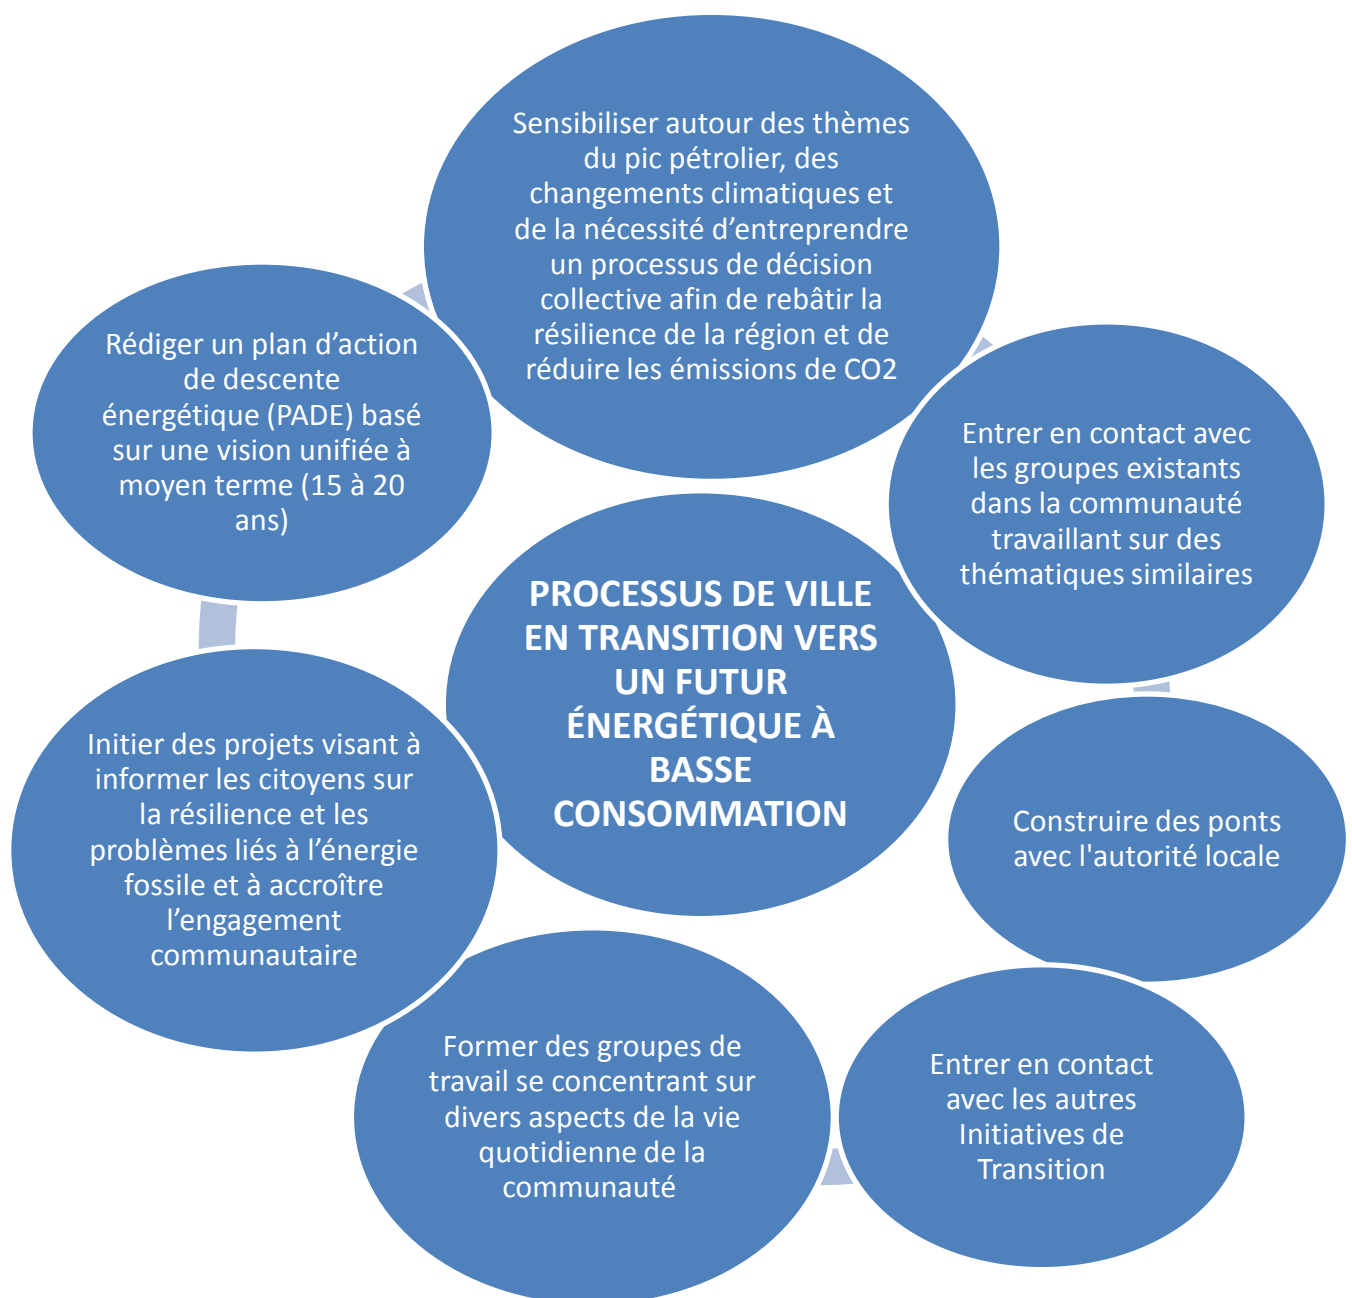 Sensibiliser autour des thèmes
du pic pétrolier, des
changements climatiques et
de la nécessité d’entreprendre
un processus de décision
collective afin de rebâtir la
résilience de la région et de
réduire les émissions de CO2
Entrer en contact avec
les groupes existants
dans la communauté
travaillant sur des
thématiques similaires
Construire des ponts
avec l'autorité locale
Entrer en contact
avec les autres
Initiatives de
Transition
Former des groupes de
travail se concentrant sur
divers aspects de la vie
quotidienne de la
communauté
Initier des projets visant à
informer les citoyens sur
la résilience et les
problèmes liés à l’énergie
fossile et à accroître
l’engagement
communautaire
Rédiger un plan d’action
de descente
énergétique (PADE) basé
sur une vision unifiée à
moyen terme (15 à 20
ans)
PROCESSUS DE VILLE
EN TRANSITION VERS
UN FUTUR
ÉNERGÉTIQUE À
BASSE
CONSOMMATION